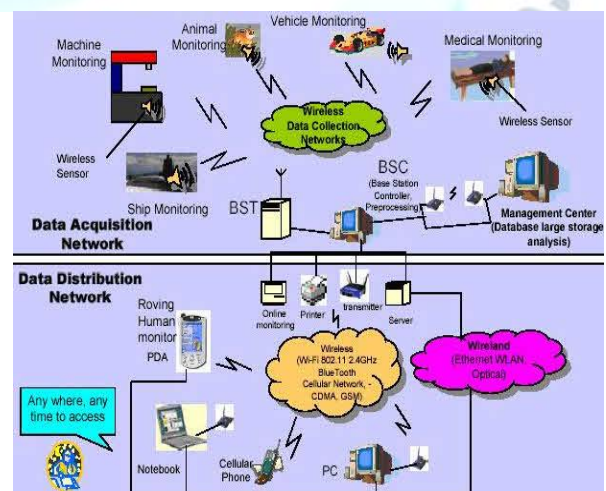 Machine
Monitoring
Animal
Monitoring
Vehicle Monitoring
Medical Monitoring
Wireless
Data Collection
Networks
Wireless Sensor
Wireless
Sensor
Ship Monitoring
BST
BSC
(Base Station
Controller,
Preprocessing)
Management Center
(Database large storage,
analysis)
Data Acquisition
Network
Data Distribution
Network
Online
monitoring
Printer
transmitter
Server
Roving
Human
monitor
PDA
Wireless
(Wi-Fi 802.11 2.4GHz
BlueTooth
Cellular Network, -
CDMA, GSM)
Wireland
(Ethernet WLAN,
Optical)
Any where, any
time to access
Notebook
Cellular
Phone
PC